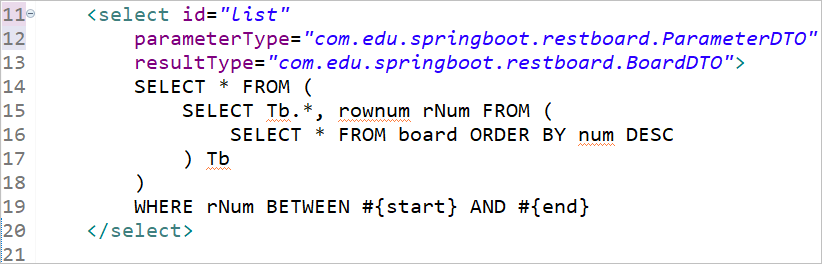 11 <select id="list"
12 parameterType="com.edu.springboot.restboard.ParameterDTO"
13 resultType="com.edu.springboot.restboard.BoardDTO">
14 SELECT * FROM (
15 SELECT Tb.*, rownum rNum FROM (
16 SELECT * FROM board ORDER BY num DESC
17 ) Tb
18 )
19 WHERE rNum BETWEEN #{start} AND #{end}
20 </select>
21